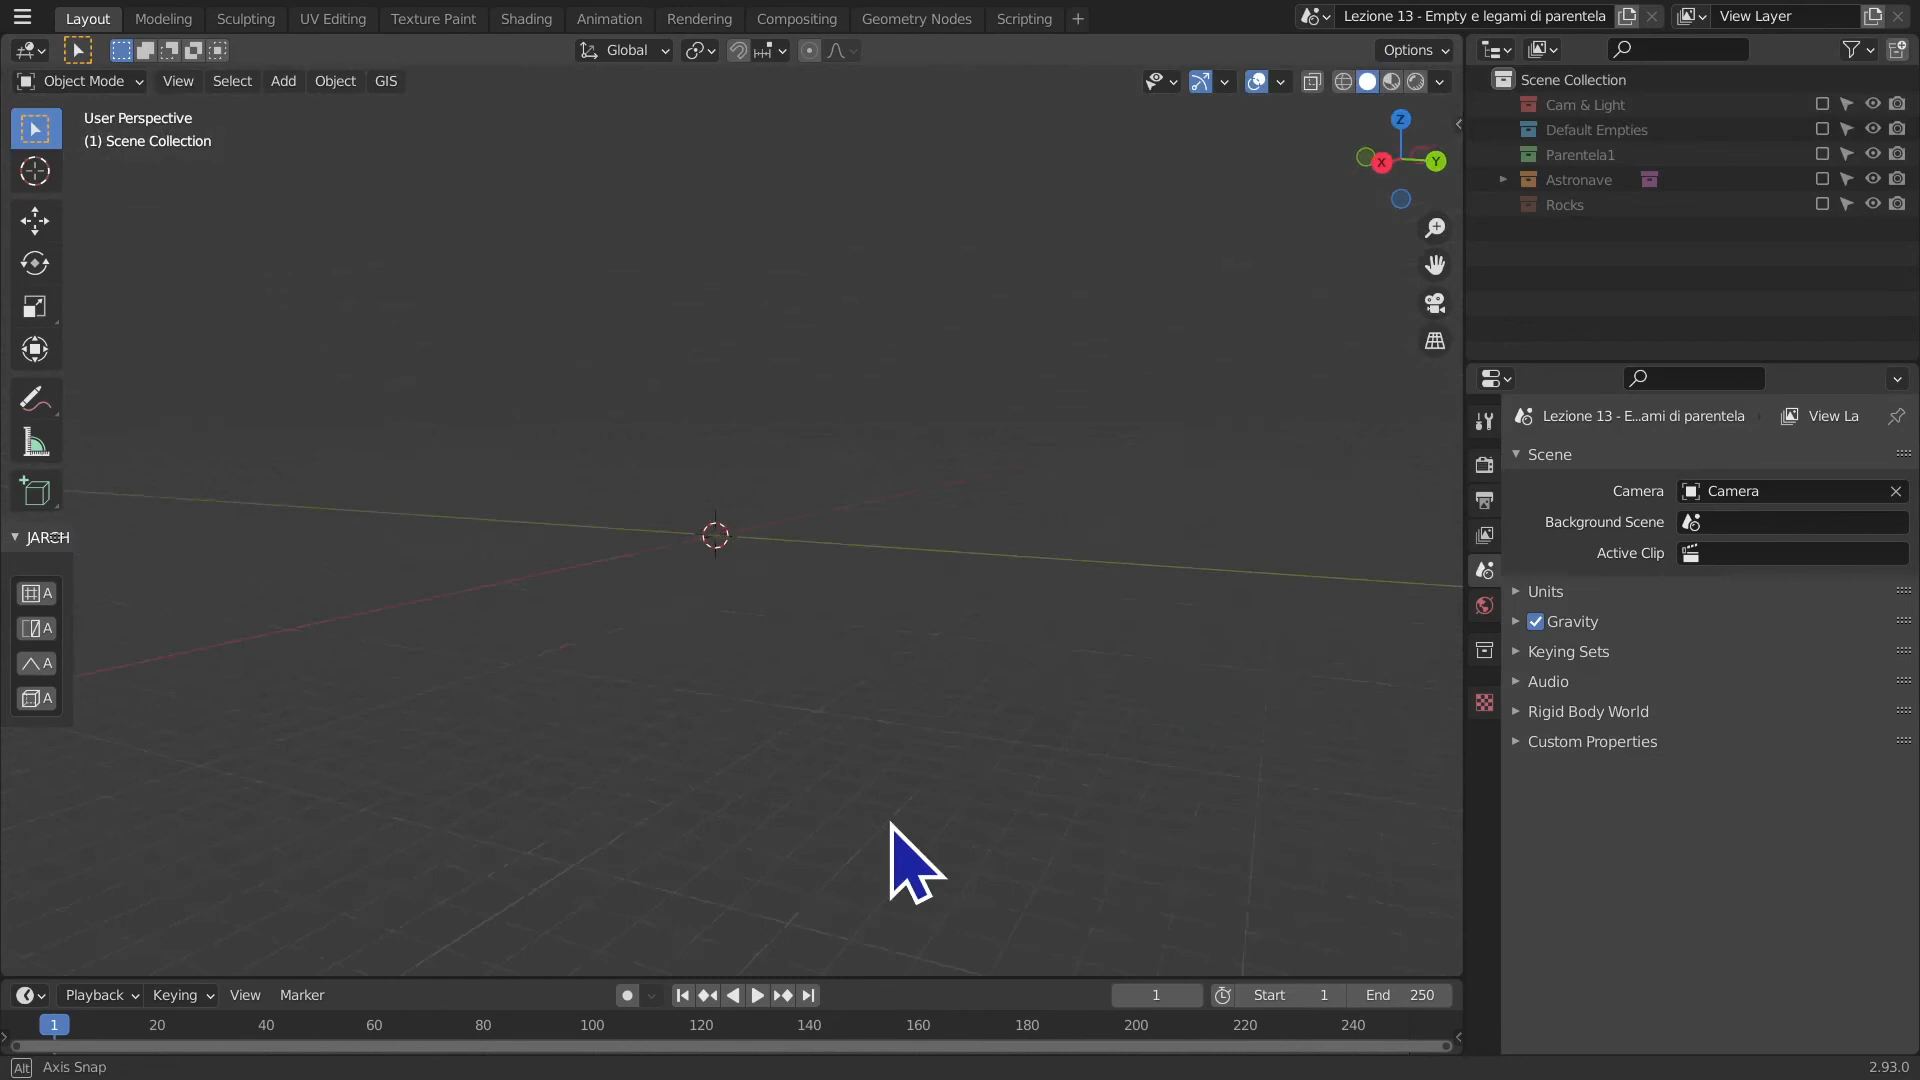 Layout Modeling Sculpting UV Editing Texture Paint Shading Animation Rendering Compositing Geometry Nodes Scripting
Lezione 13 - Empty e legami di parentela
View Layer
Global
Options
Object Mode View Select Add Object GIS
User Perspective
(1) Scene Collection
Z
X
Y
JARCH
A
A
A
A
Scene Collection
Cam & Light
Default Empties
Parentela1
Astronave
Rocks
Lezione 13 - E...ami di parentela View La
Scene
Camera Camera
Background Scene
Active Clip
Units
Gravity
Keying Sets
Audio
Rigid Body World
Custom Properties
Playback Keying View Marker
1 Start 1 End 250
1 20 40 60 80 100 120 140 160 180 200 220 240
Alt Axis Snap
2.93.0